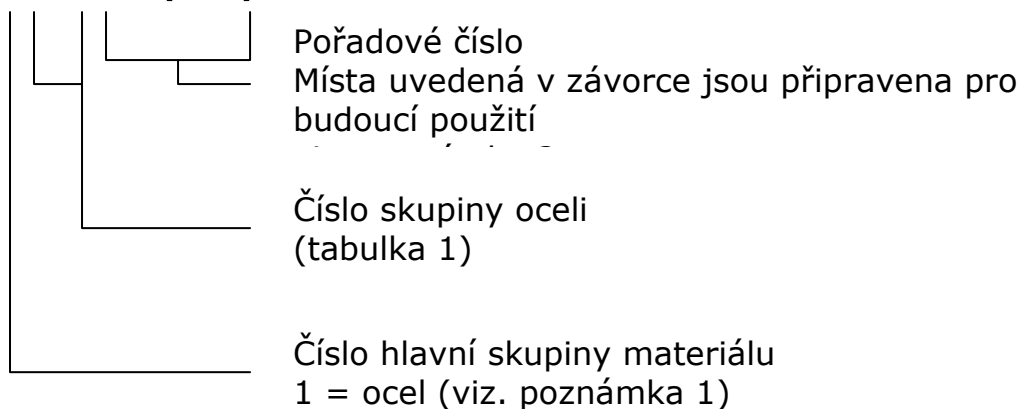 Pořadové číslo
Místa uvedená v závorce jsou připravena pro
budoucí použití
Číslo skupiny oceli
(tabulka 1)
Číslo hlavní skupiny materiálu
1 = ocel (viz. poznámka 1)